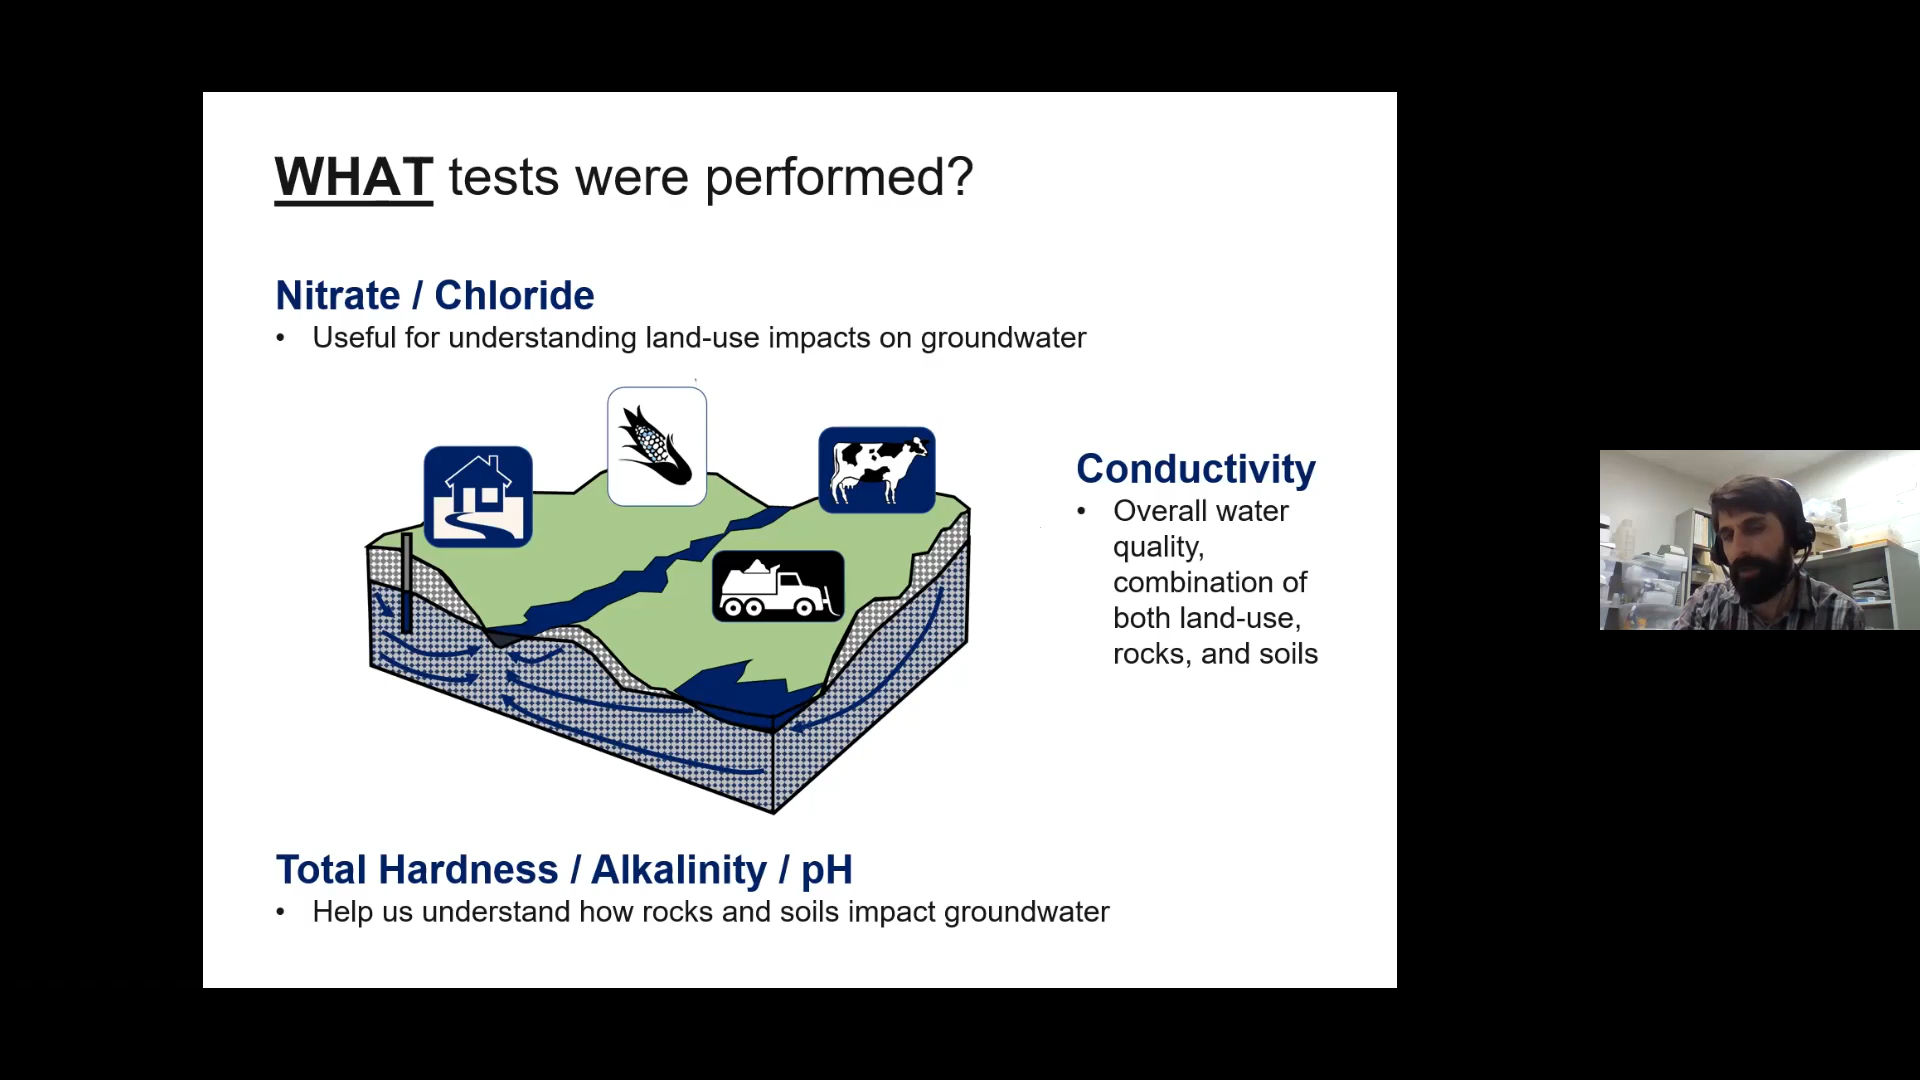 WHAT tests were performed?
Nitrate / Chloride
• Useful for understanding land-use impacts on groundwater
Conductivity
• Overall water
quality,
combination of
both land-use,
rocks, and soils
Total Hardness / Alkalinity / pH
• Help us understand how rocks and soils impact groundwater